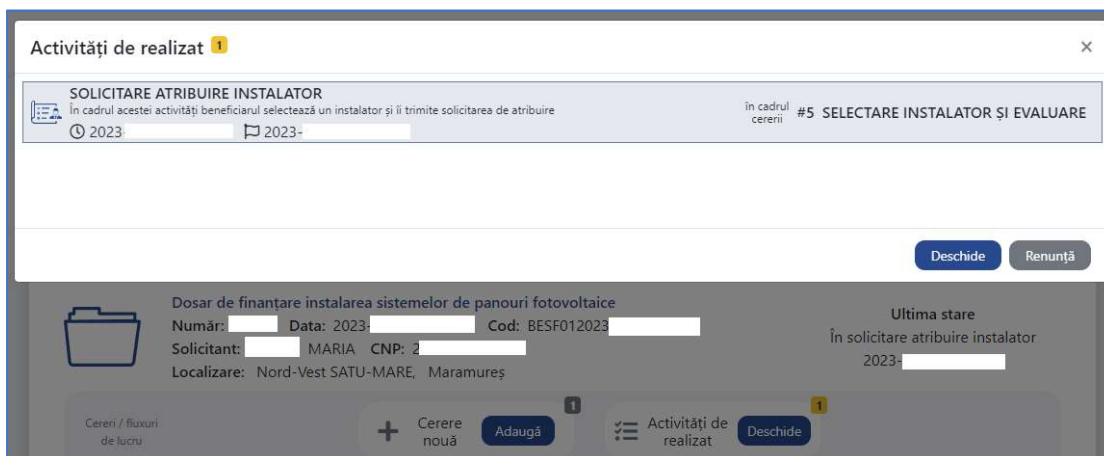 Activități de realizat 1
SOLICITARE ATRIBUIRE INSTALATOR
În cadrul acestei activități beneficiarul selectează un instalator și îi trimite solicitarea de atribuire
2023- 2023-
în cadrul cererii #5 SELECTARE INSTALATOR ȘI EVALUARE
Deschide Renunță
Dosar de finanțare instalarea sistemelor de panouri fotovoltaice
Număr: Data: 2023- Cod: BESF012023
Solicitant: MARIA CNP: 2
Localizare: Nord-Vest SATU-MARE, Maramureș
Ultima stare
În solicitare atribuire instalator
2023-
Cereri / fluxuri
de lucru
Cerere
nouă
Adaugă
1
Activități de
realizat
Deschide
1